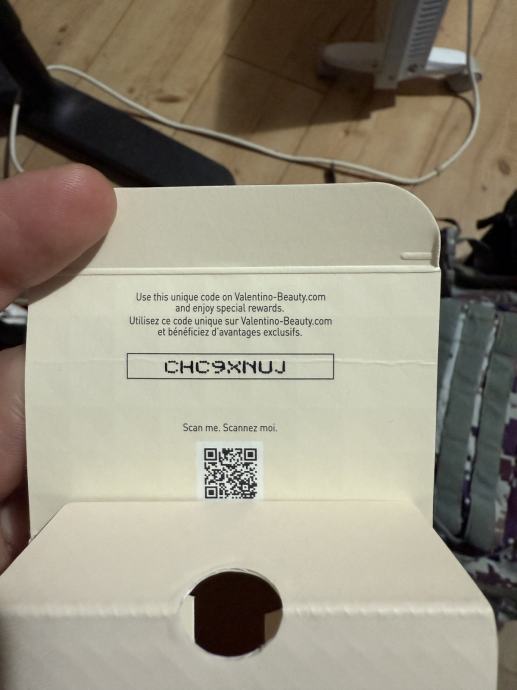 Use this unique code on Valentino-Beauty.com
and enjoy special rewards.
Utilisez ce code unique sur Valentino-Beauty.com
et bénéficiez d'avantages exclusifs.
CHC9XNUJ
Scan me. Scannez moi.